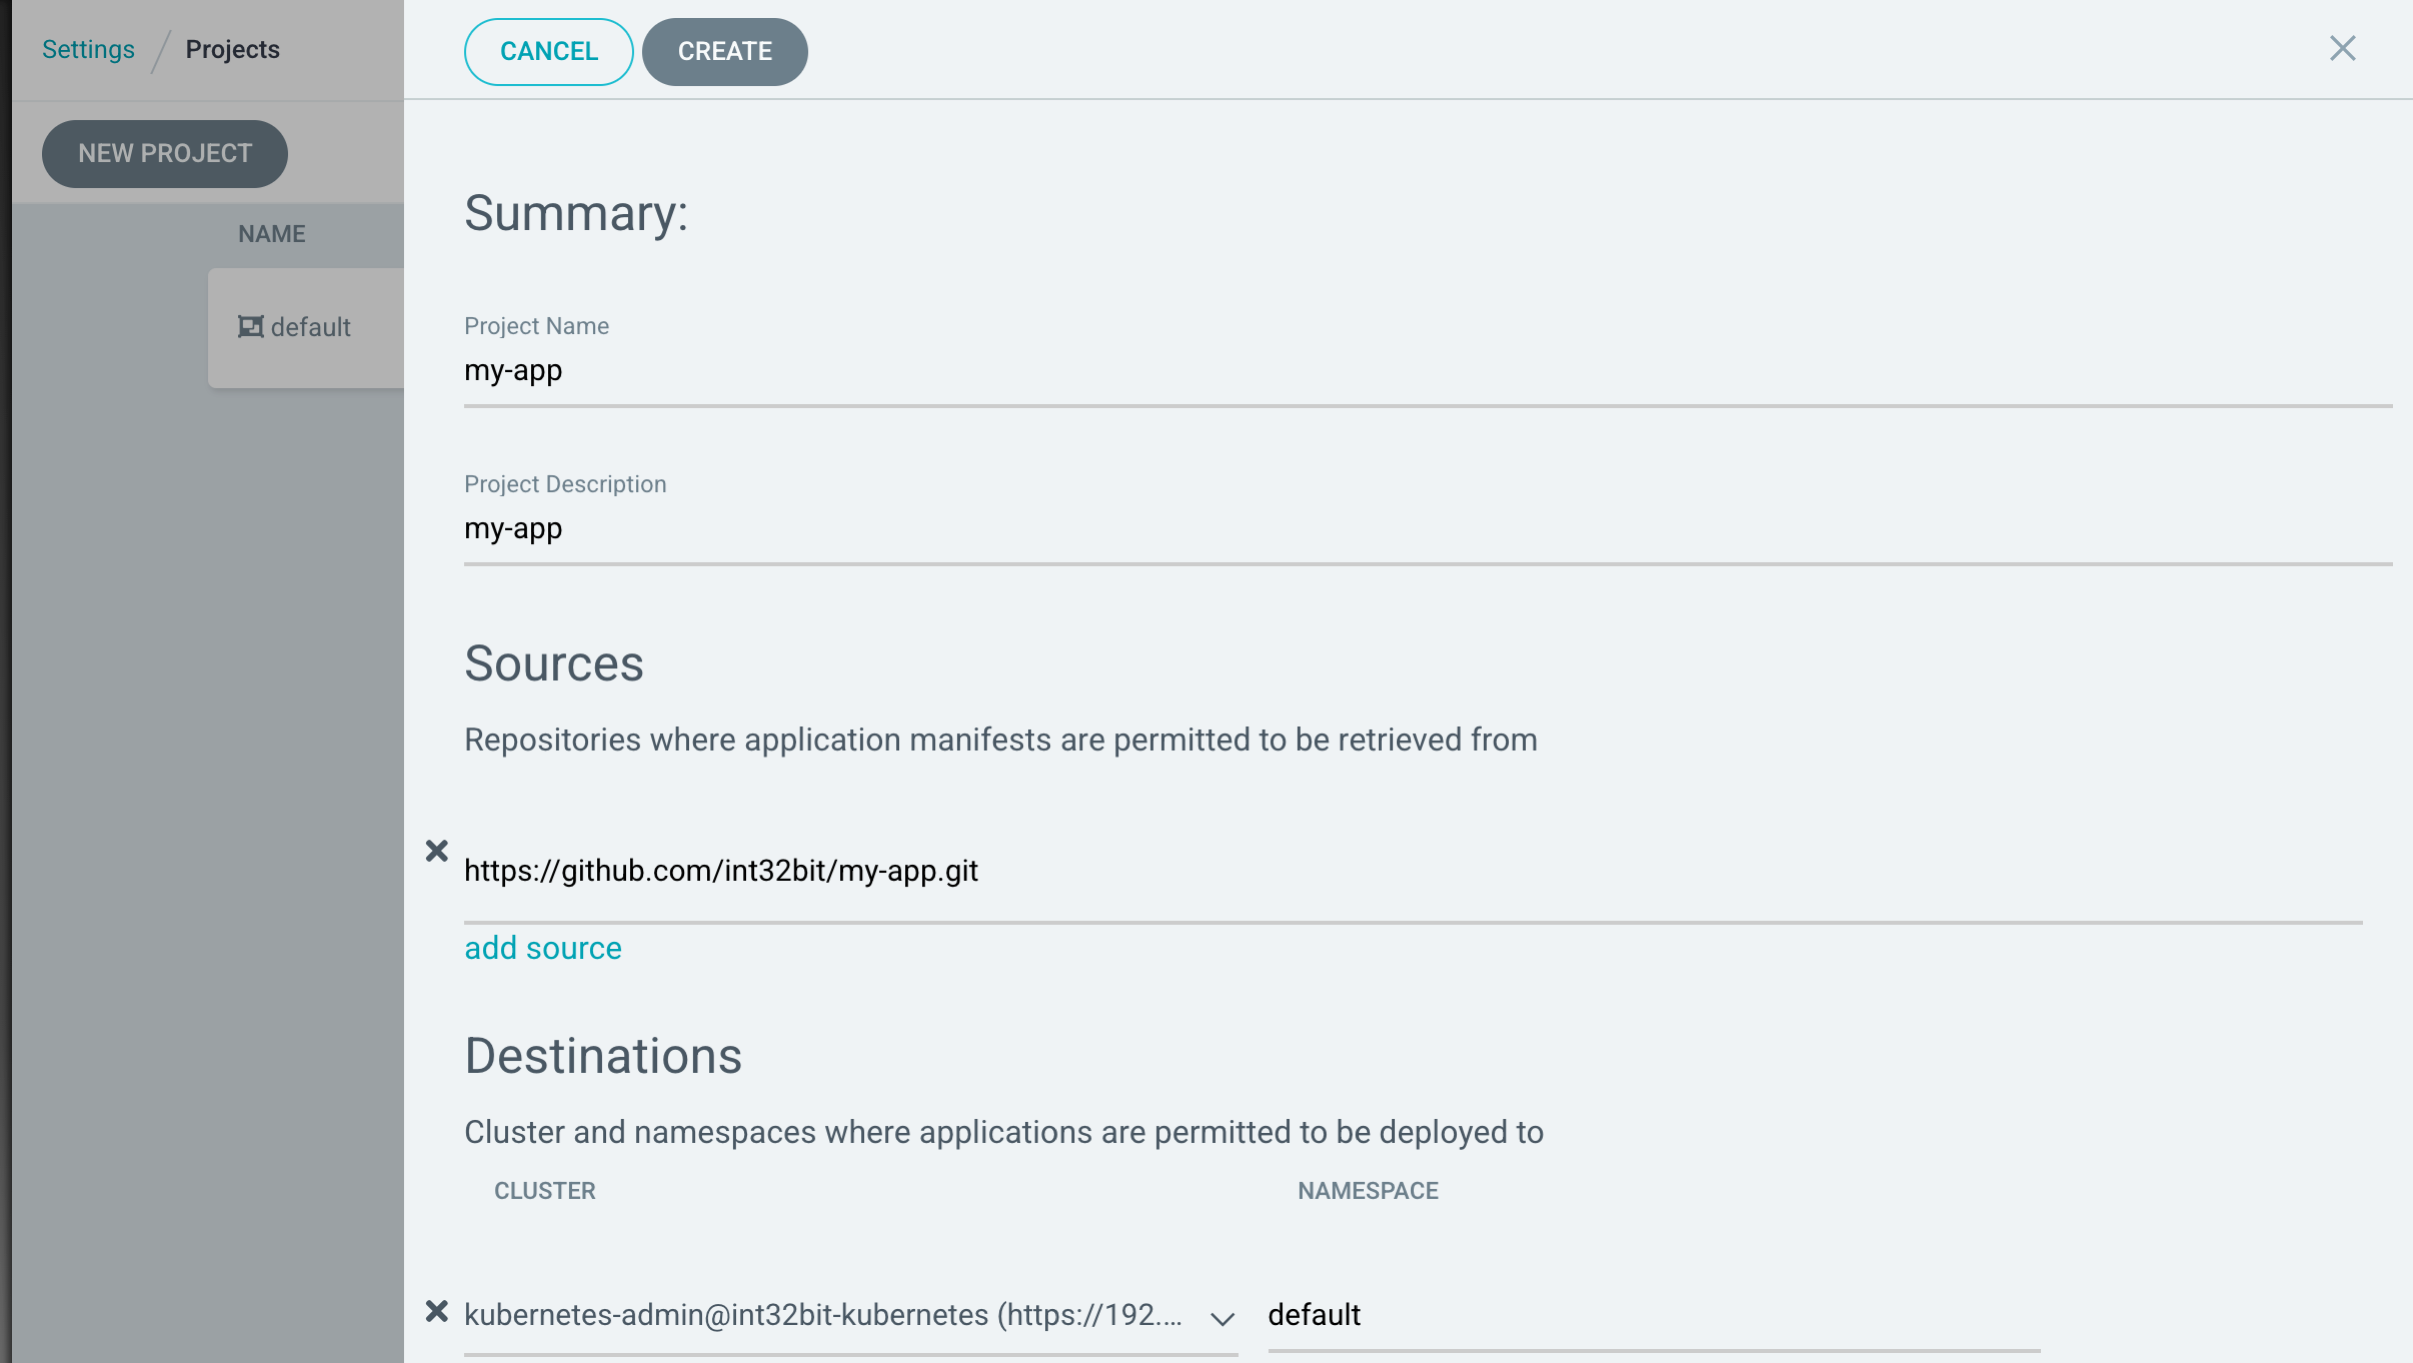 Settings / Projects
NEW PROJECT
NAME
default
CANCEL CREATE
Summary:
Project Name
my-app
Project Description
my-app
Sources
Repositories where application manifests are permitted to be retrieved from
https://github.com/int32bit/my-app.git
add source
Destinations
Cluster and namespaces where applications are permitted to be deployed to
CLUSTER NAMESPACE
kubernetes-admin@int32bit-kubernetes (https://192.... default